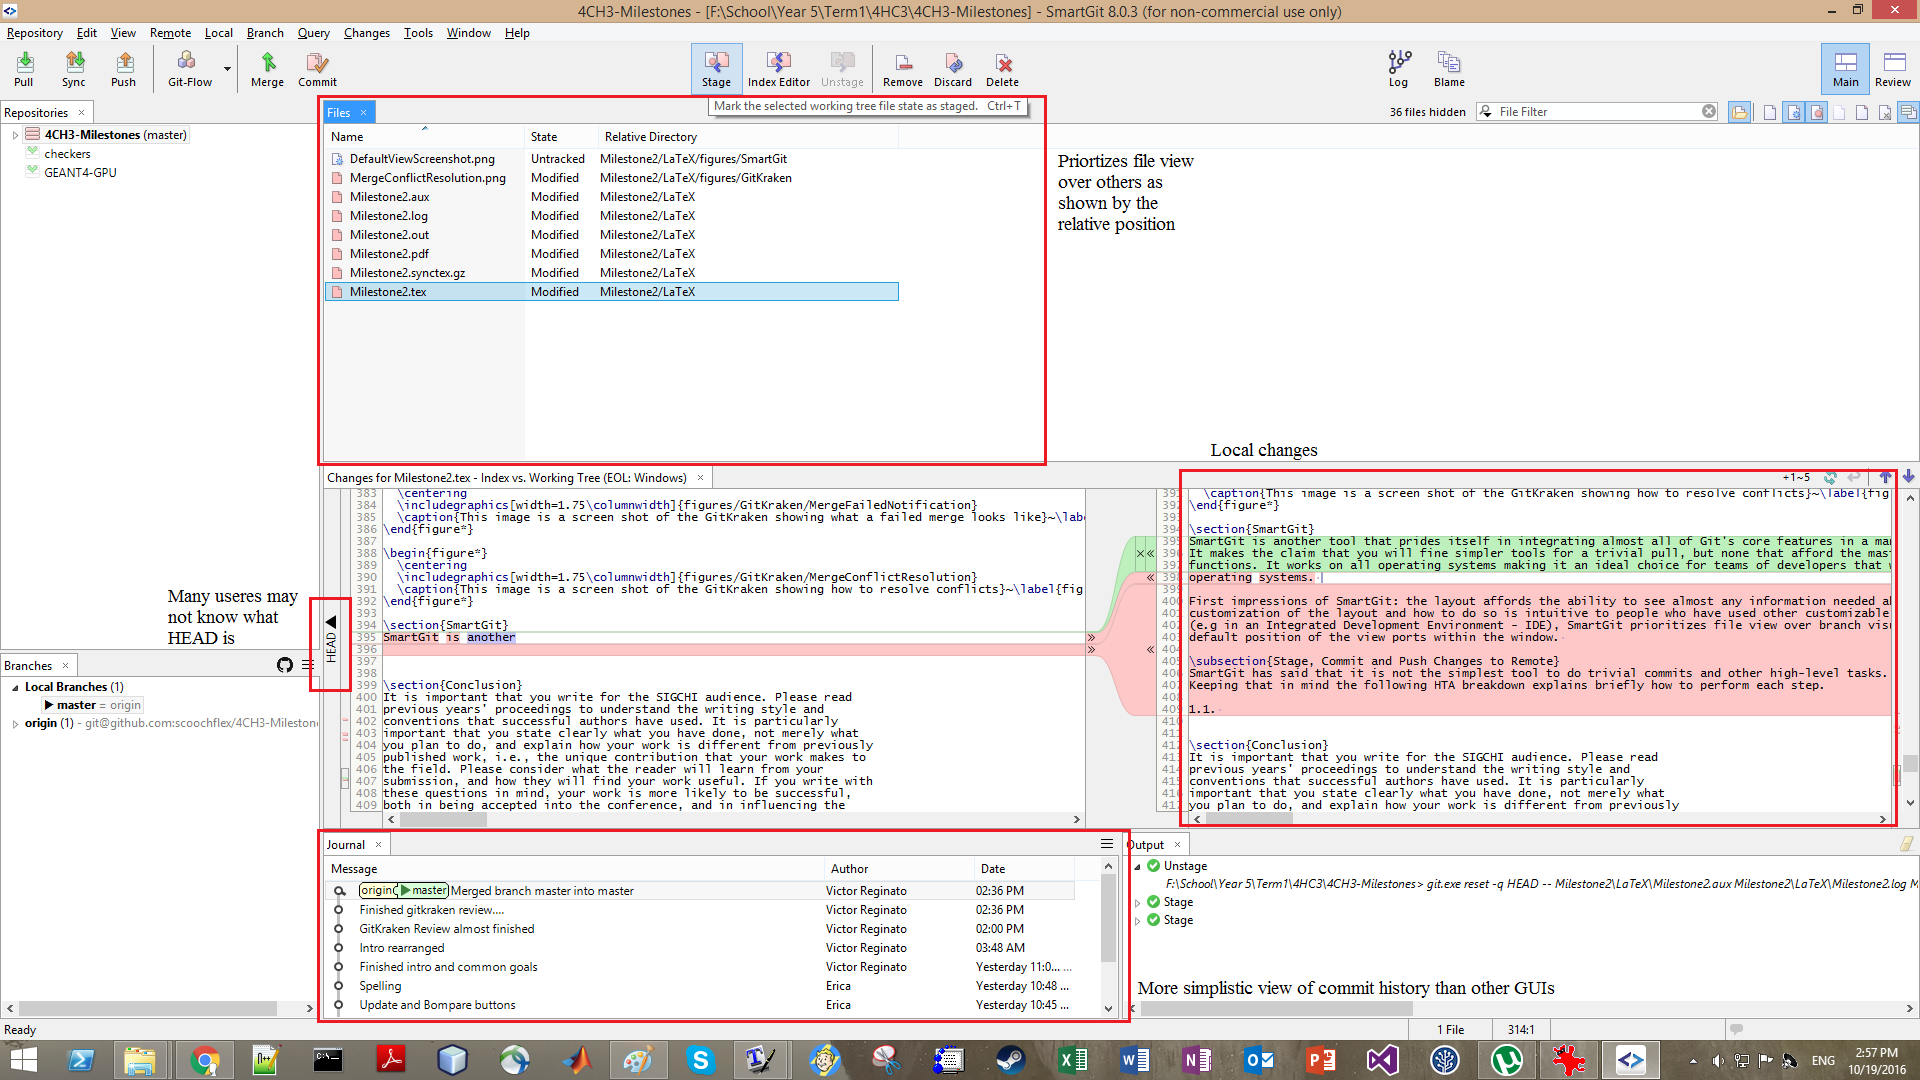 4CH3-Milestones - [F:\School\Year 5\Term1\4HC3\4CH3-Milestones] - SmartGit 8.0.3 (for non-commercial use only)
Repository Edit View Remote Local Branch Query Changes Tools Window Help
Pull Sync Push Git-Flow Merge Commit Stage Index Editor Unstage Remove Discard Delete Log Blame Main Review
Mark the selected working tree file state as staged. Ctrl+T
Repositories
4CH3-Milestones (master)
checkers
GEANT4-GPU
Files
36 files hidden File Filter
Name State Relative Directory
DefaultViewScreenshot.png Untracked Milestone2/LaTeX/figures/SmartGit
MergeConflictResolution.png Modified Milestone2/LaTeX/figures/GitKraken
Milestone2.aux Modified Milestone2/LaTeX
Milestone2.log Modified Milestone2/LaTeX
Milestone2.out Modified Milestone2/LaTeX
Milestone2.pdf Modified Milestone2/LaTeX
Milestone2.synctex.gz Modified Milestone2/LaTeX
Milestone2.tex Modified Milestone2/LaTeX
Priortizes file view
over others as
shown by the
relative position
Local changes
Many useres may
not know what
HEAD is
HEAD
Changes for Milestone2.tex - Index vs. Working Tree (EOL: Windows)
383 \centering
384 \includegraphics[width=1.75\columnwidth]{figures/GitKraken/MergeFailedNotification}
385 \caption{This image is a screen shot of the GitKraken showing what a failed merge looks like}~\labe
386 \end{figure*}
387
388 \begin{figure*}
389 \centering
390 \includegraphics[width=1.75\columnwidth]{figures/GitKraken/MergeConflictResolution}
391 \caption{This image is a screen shot of the GitKraken showing how to resolve conflicts}~\label{fig
392 \end{figure*}
393
394 \section{SmartGit}
395 SmartGit is another
396
397
398
399 \section{Conclusion}
400 It is important that you write for the SIGCHI audience. Please read
401 previous years' proceedings to understand the writing style and
402 conventions that successful authors have used. It is particularly
403 important that you state clearly what you have done, not merely what
404 you plan to do, and explain how your work is different from previously
405 published work, i.e., the unique contribution that your work makes to
406 the field. Please consider what the reader will learn from your
407 submission, and how they will find your work useful. If you write with
408 these questions in mind, your work is more likely to be successful,
409 both in being accepted into the conference, and in influencing the
+1~5
\caption{This image is a screen shot of the GitKraken showing how to resolve conflicts}~\label{fig
\end{figure*}
\section{SmartGit}
SmartGit is another tool that prides itself in integrating almost all of Git's core features in a ma
It makes the claim that you will fine simpler tools for a trivial pull, but none that afford the mas
functions. It works on all operating systems making it an ideal choice for teams of developers that
operating systems.
First impressions of SmartGit: the layout affords the ability to see almost any information needed a
customization of the layout and how to do so is intuitive to people who have used other customizable
(e.g in an Integrated Development Environment - IDE), SmartGit prioritizes file view over branch vis
default position of the view ports within the window.
\subsection{Stage, Commit and Push Changes to Remote}
SmartGit has said that it is not the simplest tool to do trivial commits and other high-level tasks.
Keeping that in mind the following HTA breakdown explains briefly how to perform each step.
1.1.
\section{Conclusion}
It is important that you write for the SIGCHI audience. Please read
previous years' proceedings to understand the writing style and
conventions that successful authors have used. It is particularly
important that you state clearly what you have done, not merely what
you plan to do, and explain how your work is different from previously
Branches
Local Branches (1)
master = origin
origin (1) - git@github.com:scoochflex/4CH3-Mileston
Journal
Message Author Date
origin master Merged branch master into master Victor Reginato 02:36 PM
Finished gitkraken review.... Victor Reginato 02:36 PM
GitKraken Review almost finished Victor Reginato 02:00 PM
Intro rearranged Victor Reginato 03:48 AM
Finished intro and common goals Victor Reginato Yesterday 11:0... ...
Spelling Erica Yesterday 10:48 ...
Update and Bompare buttons Erica Yesterday 10:45 ...
Output
Unstage
F:\School\Year 5\Term1\4HC3\4CH3-Milestones> git.exe reset -q HEAD -- Milestone2\LaTeX\Milestone2.aux Milestone2\LaTeX\Milestone2.log M
Stage
Stage
More simplistic view of commit history than other GUIs
Ready 1 File 314:1
ENG 2:57 PM
10/19/2016